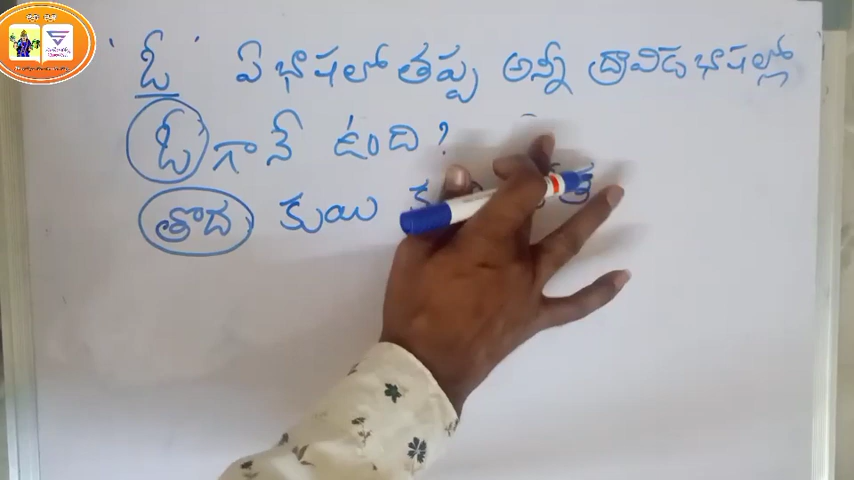 'ఓ' ఏ భాషలో తప్ప అన్నీ ద్రావిడ భాషల్లో
ఓ గానే ఉంది?
తొద కుయి